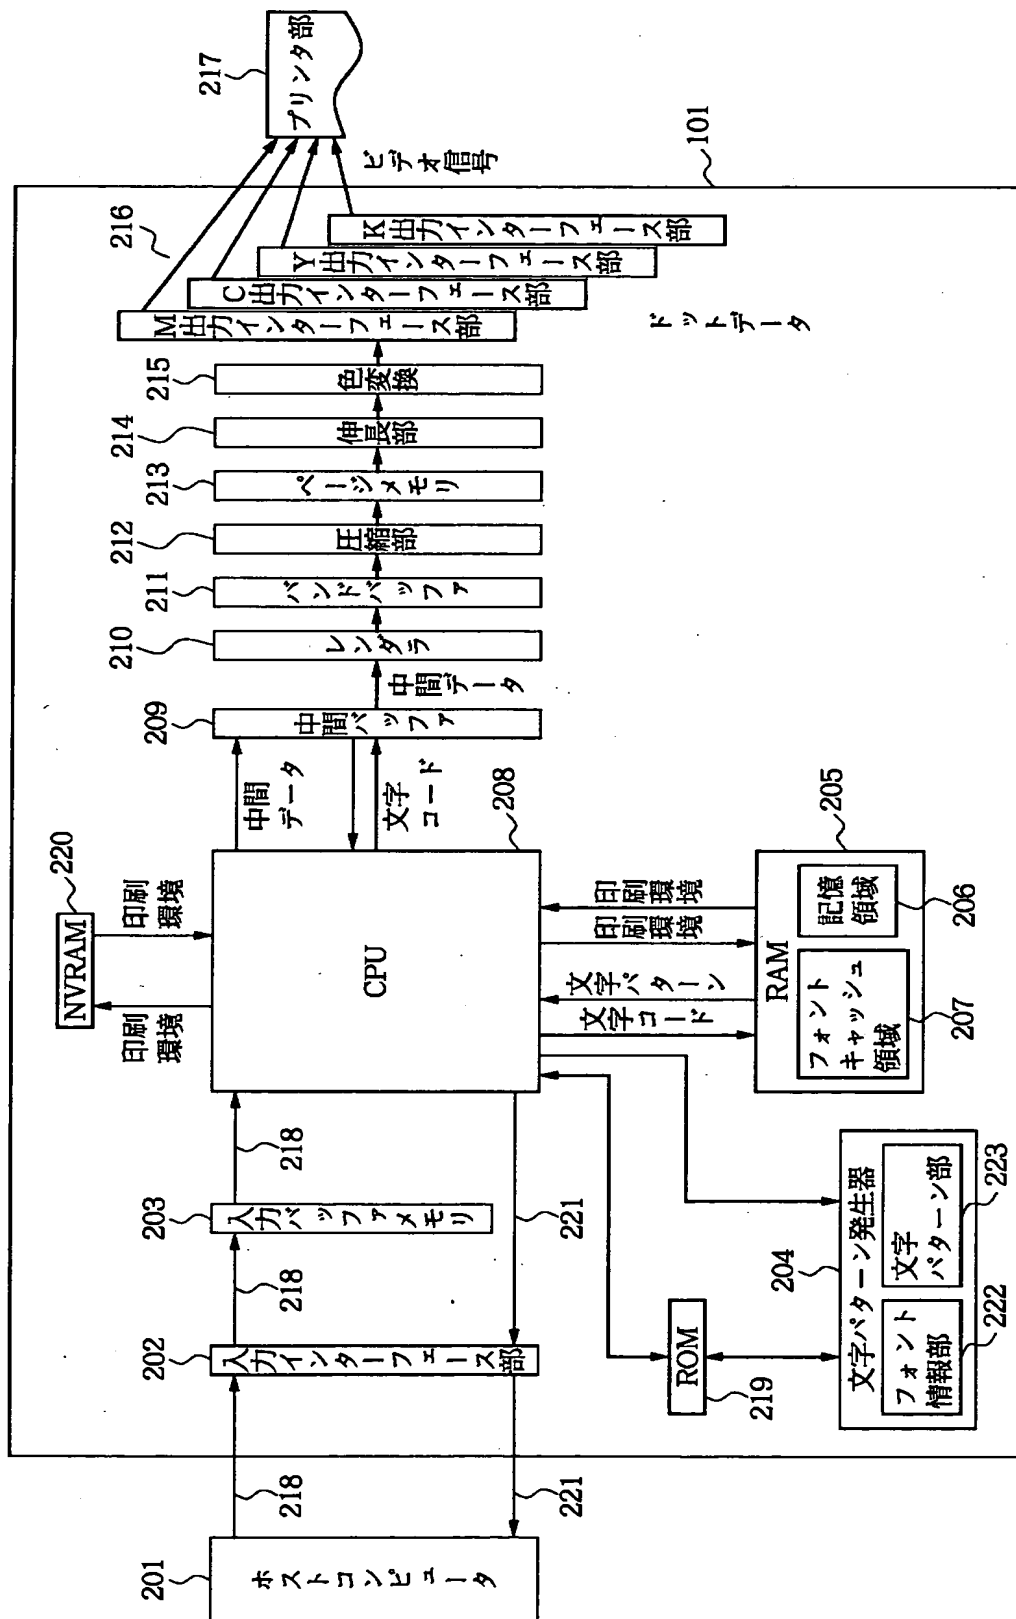 201
ホストコンピュータ
218
221
202
入力インターフェース部
218
203
入力バッファメモリ
218
221
NVRAM
220
印刷
環境
印刷
環境
CPU
208
中間
データ
文字
コード
209
中間バッファ
中間データ
210
レンダラ
211
バンドバッファ
212
圧縮部
213
ページメモリ
214
伸長部
215
色変換
216
M出力インターフェース部
C出力インターフェース部
Y出力インターフェース部
K出力インターフェース部
ドットデータ
ビデオ信号
217
プリンタ部
101
ROM
219
204
文字パターン発生器
フォント
情報部
222
文字
パターン部
223
文字コード
文字パターン
印刷環境
印刷環境
205
RAM
フォント
キャッシュ
領域
207
記憶
領域
206